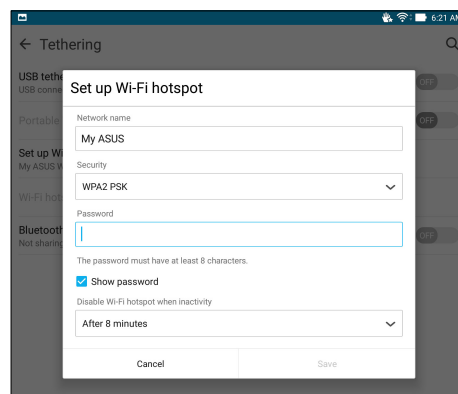 6:21 AM
Tethering
USB tethe
USB conne
OFF
Set up Wi-Fi hotspot
Network name
My ASUS
Portable
OFF
Security
Set up Wi
My ASUS W
WPA2 PSK
Wi-Fi hot
Password
Bluetooth
Not sharing
OFF
The password must have at least 8 characters.
Show password
Disable Wi-Fi hotspot when inactivity
After 8 minutes
Cancel
Save